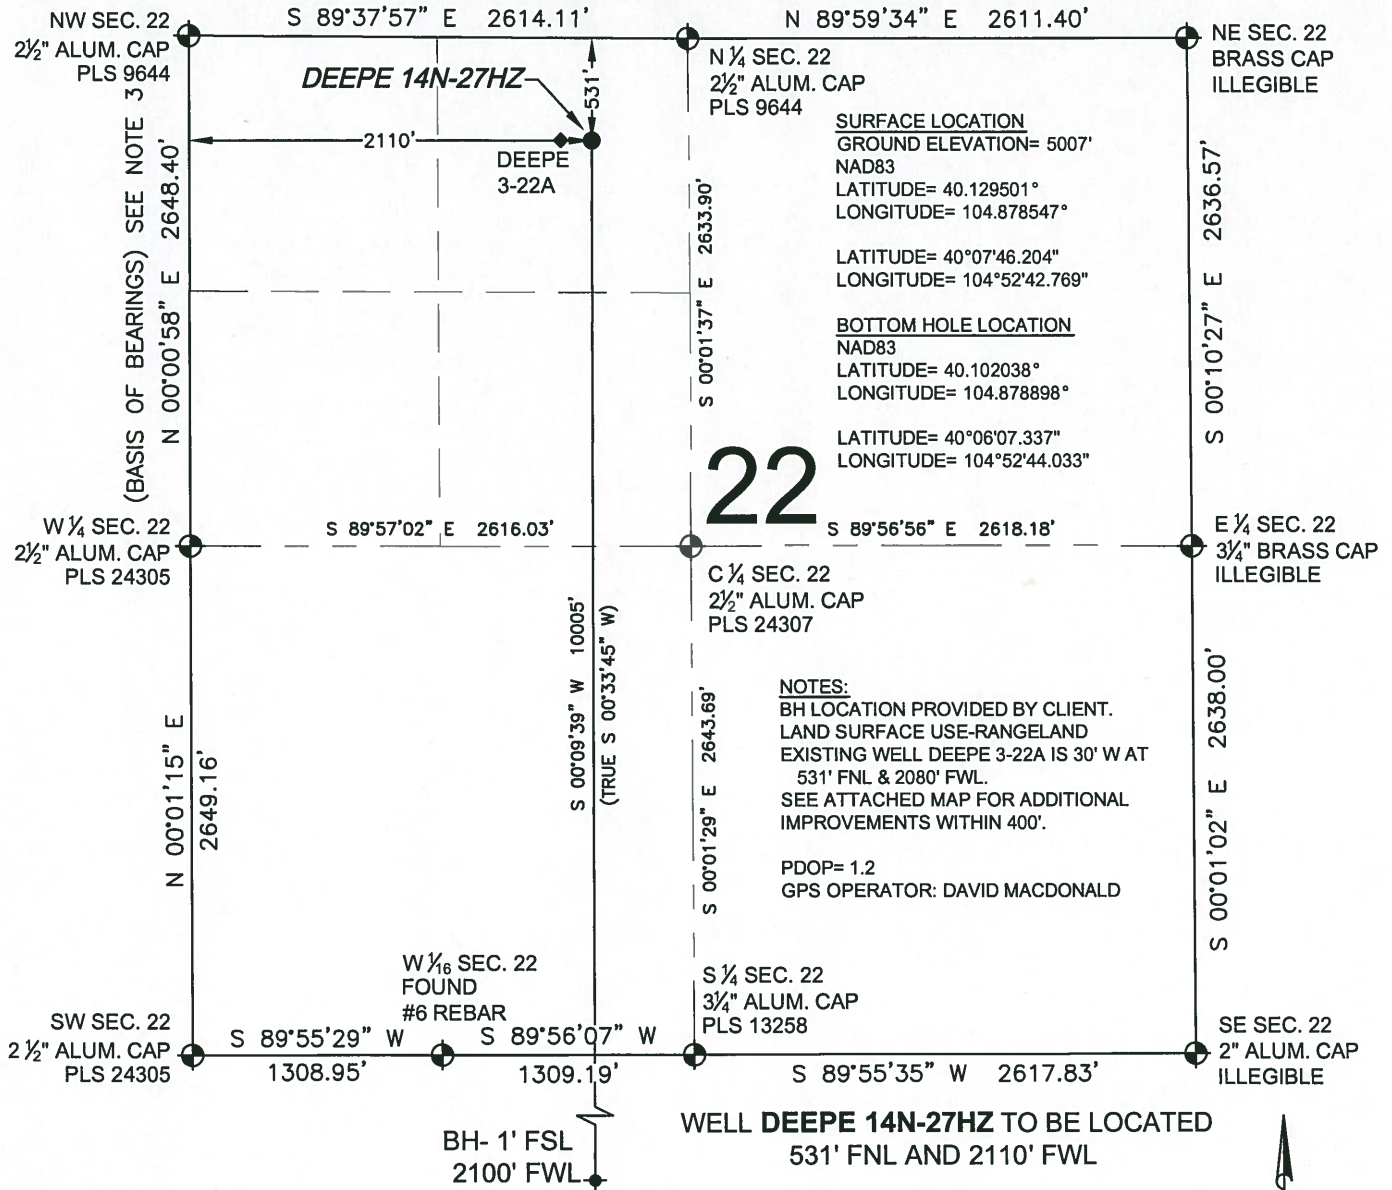 S 89°37'57" E 2614.11'
N 89°59'34" E 2611.40'
NW SEC. 22
2½" ALUM. CAP
PLS 9644
N ¼ SEC. 22
2½" ALUM. CAP
PLS 9644
NE SEC. 22
BRASS CAP
ILLEGIBLE
DEEPE 14N-27HZ
531'
2110'
DEEPE
3-22A
(BASIS OF BEARINGS) SEE NOTE 3
N 00°00'58" E 2648.40'
S 00°01'37" E 2633.90'
SURFACE LOCATION
GROUND ELEVATION= 5007'
NAD83
LATITUDE= 40.129501°
LONGITUDE= 104.878547°
LATITUDE= 40°07'46.204"
LONGITUDE= 104°52'42.769"
BOTTOM HOLE LOCATION
NAD83
LATITUDE= 40.102038°
LONGITUDE= 104.878898°
LATITUDE= 40°06'07.337"
LONGITUDE= 104°52'44.033"
S 00°10'27" E 2636.57'
22
W ¼ SEC. 22
2½" ALUM. CAP
PLS 24305
S 89°57'02" E 2616.03'
S 89°56'56" E 2618.18'
E ¼ SEC. 22
3¼" BRASS CAP
ILLEGIBLE
C ¼ SEC. 22
2½" ALUM. CAP
PLS 24307
S 00°09'39" W 10005'
(TRUE S 00°33'45" W)
N 00°01'15" E
2649.16'
S 00°01'29" E 2643.69'
NOTES:
BH LOCATION PROVIDED BY CLIENT.
LAND SURFACE USE-RANGELAND
EXISTING WELL DEEPE 3-22A IS 30' W AT
531' FNL & 2080' FWL.
SEE ATTACHED MAP FOR ADDITIONAL
IMPROVEMENTS WITHIN 400'.
PDOP= 1.2
GPS OPERATOR: DAVID MACDONALD
S 00°01'02" E 2638.00'
W 1/16 SEC. 22
FOUND
#6 REBAR
S ¼ SEC. 22
3¼" ALUM. CAP
PLS 13258
SW SEC. 22
2 ½" ALUM. CAP
PLS 24305
S 89°55'29" W
1308.95'
S 89°56'07" W
1309.19'
S 89°55'35" W 2617.83'
SE SEC. 22
2" ALUM. CAP
ILLEGIBLE
BH- 1' FSL
2100' FWL
WELL DEEPE 14N-27HZ TO BE LOCATED
531' FNL AND 2110' FWL